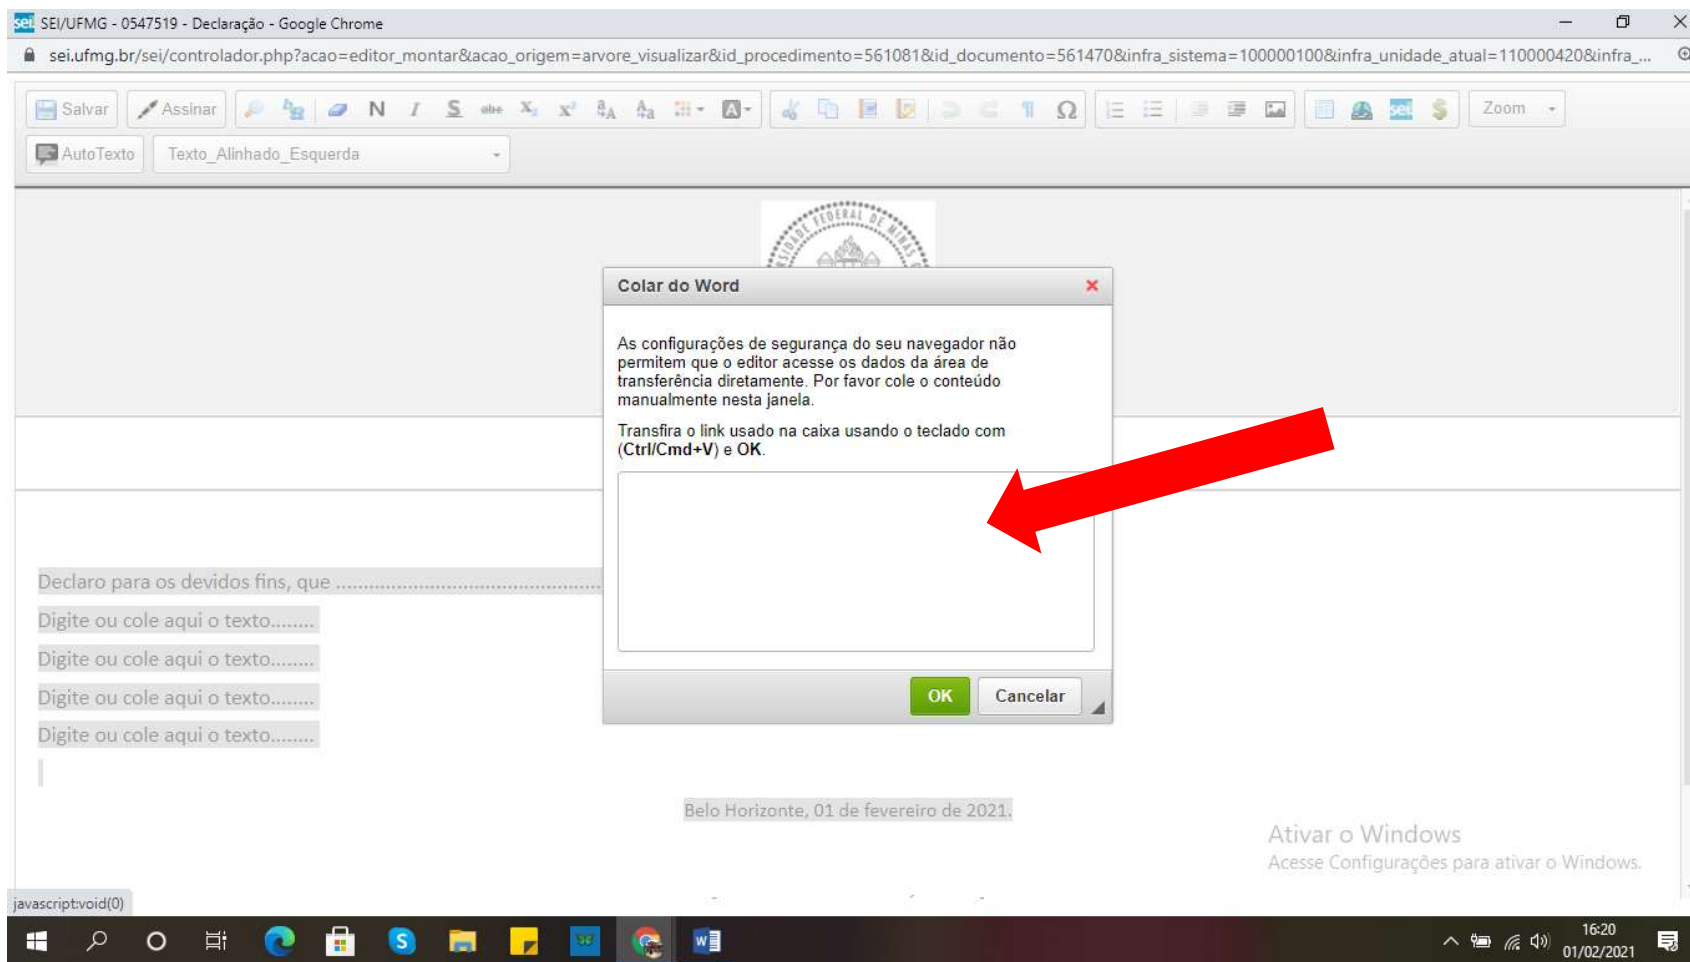 SEI/UFMG - 0547519 - Declaração - Google Chrome
sei.ufmg.br/sei/controlador.php?acao=editor_montar&acao_origem=arvore_visualizar&id_procedimento=561081&id_documento=561470&infra_sistema=100000100&infra_unidade_atual=110000420&infra_...
Salvar Assinar N I S abc X₂ X² Ω sei $ Zoom
AutoTexto Texto_Alinhado_Esquerda
FEDERAL DE
Colar do Word
As configurações de segurança do seu navegador não
permitem que o editor acesse os dados da área de
transferência diretamente. Por favor cole o conteúdo
manualmente nesta janela.
Transfira o link usado na caixa usando o teclado com
(Ctrl/Cmd+V) e OK.
Declaro para os devidos fins, que ......................................................
Digite ou cole aqui o texto........
Digite ou cole aqui o texto........
Digite ou cole aqui o texto........
Digite ou cole aqui o texto........
OK Cancelar
Belo Horizonte, 01 de fevereiro de 2021.
Ativar o Windows
Acesse Configurações para ativar o Windows.
javascript:void(0)
16:20
01/02/2021